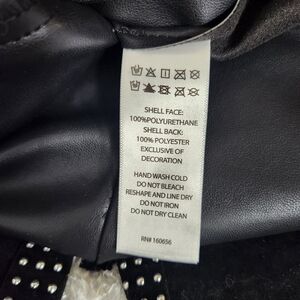 SHELL FACE:
100%POLYURETHANE
SHELL BACK:
100% POLYESTER
EXCLUSIVE OF
DECORATION
HAND WASH COLD
DO NOT BLEACH
RESHAPE AND LINE DRY
DO NOT IRON
DO NOT DRY CLEAN
RN# 160656